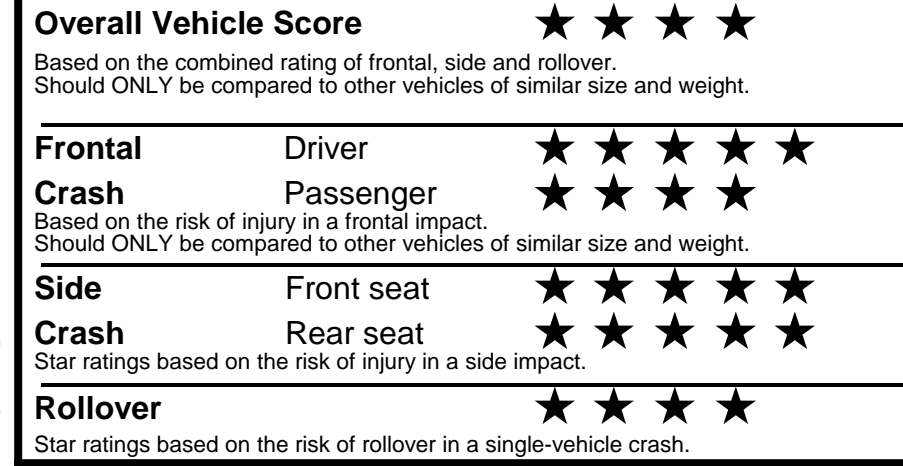 Overall Vehicle Score ★ ★ ★ ★
Based on the combined rating of frontal, side and rollover.
Should ONLY be compared to other vehicles of similar size and weight.
Frontal Driver ★ ★ ★ ★ ★
Crash Passenger ★ ★ ★ ★
Based on the risk of injury in a frontal impact.
Should ONLY be compared to other vehicles of similar size and weight.
Side Front seat ★ ★ ★ ★ ★
Crash Rear seat ★ ★ ★ ★ ★
Star ratings based on the risk of injury in a side impact.
Rollover ★ ★ ★ ★
Star ratings based on the risk of rollover in a single-vehicle crash.